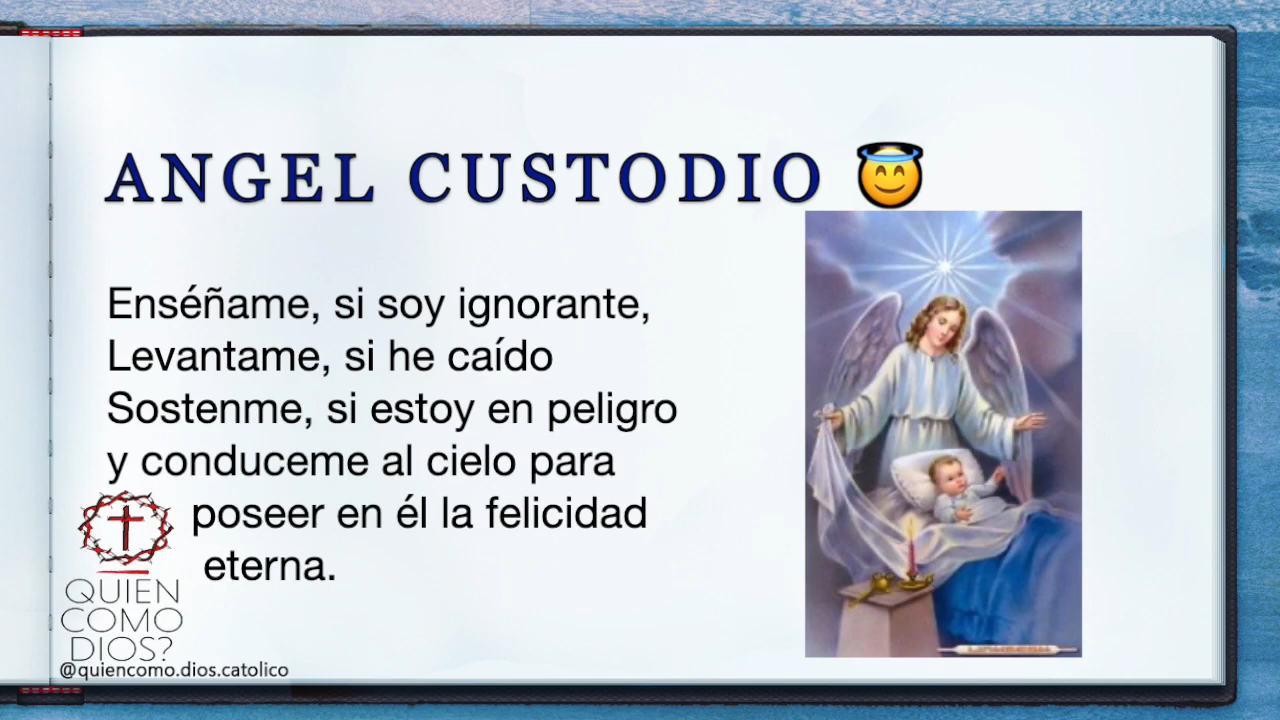 ANGEL CUSTODIO 😇
Enséñame, si soy ignorante,
Levantame, si he caído
Sostenme, si estoy en peligro
y conduceme al cielo para
poseer en él la felicidad
eterna.
QUIEN
COMO
DIOS?
@quiencomo.dios.catolico